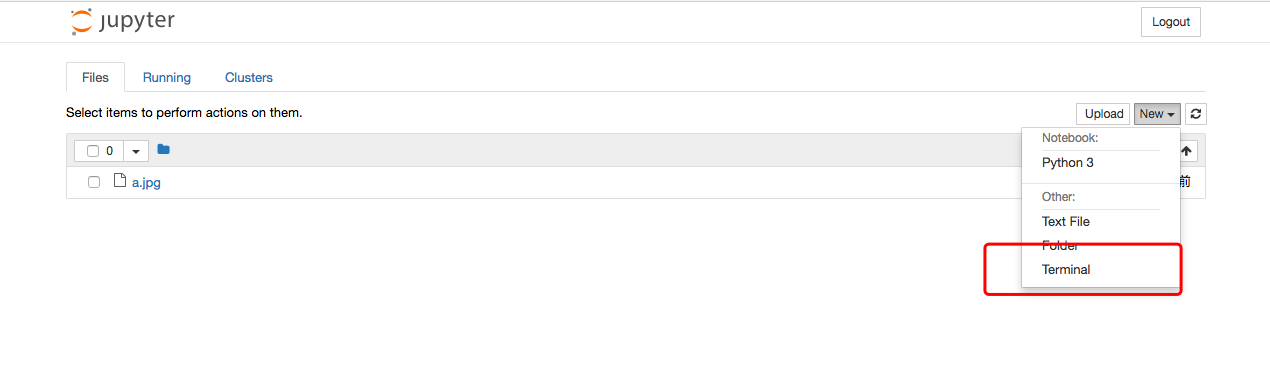 jupyter
Logout
Files Running Clusters
Select items to perform actions on them.
Upload New
0
Notebook:
Python 3
a.jpg
前
Other:
Text File
Folder
Terminal